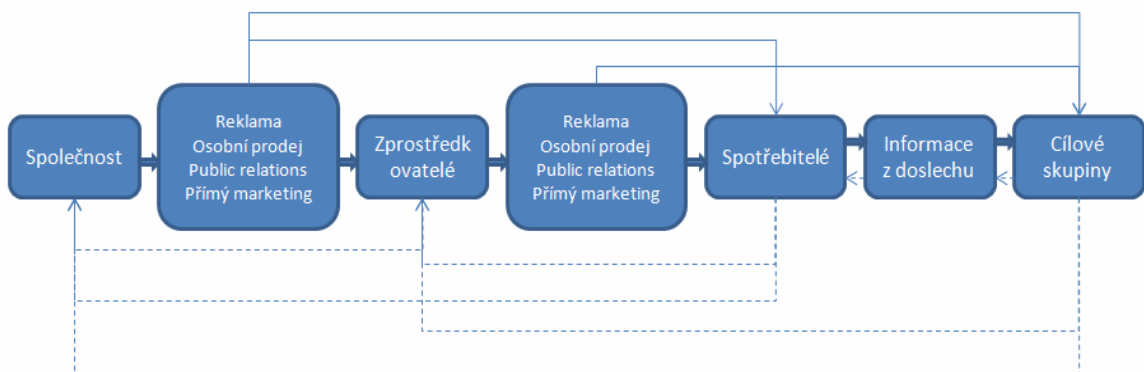 Společnost
Reklama
Osobní prodej
Public relations
Přímý marketing
Zprostředk
ovatelé
Reklama
Osobní prodej
Public relations
Přímý marketing
Spotřebitelé
Informace
z doslechu
Cílové
skupiny